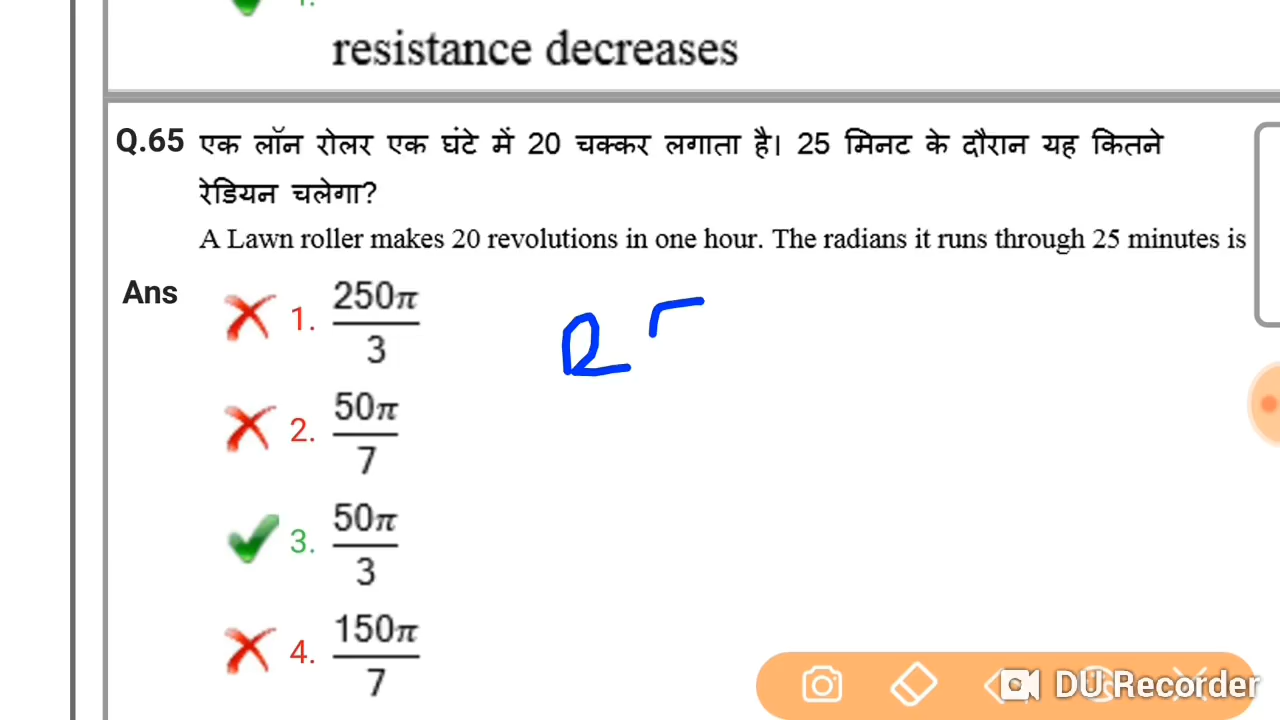 resistance decreases
Q.65 एक लॉन रोलर एक घंटे में 20 चक्कर लगाता है। 25 मिनट के दौरान यह कितने
रेडियन चलेगा?
A Lawn roller makes 20 revolutions in one hour. The radians it runs through 25 minutes is
Ans
1. 250π/3
2. 50π/7
3. 50π/3
4. 150π/7
DU Recorder